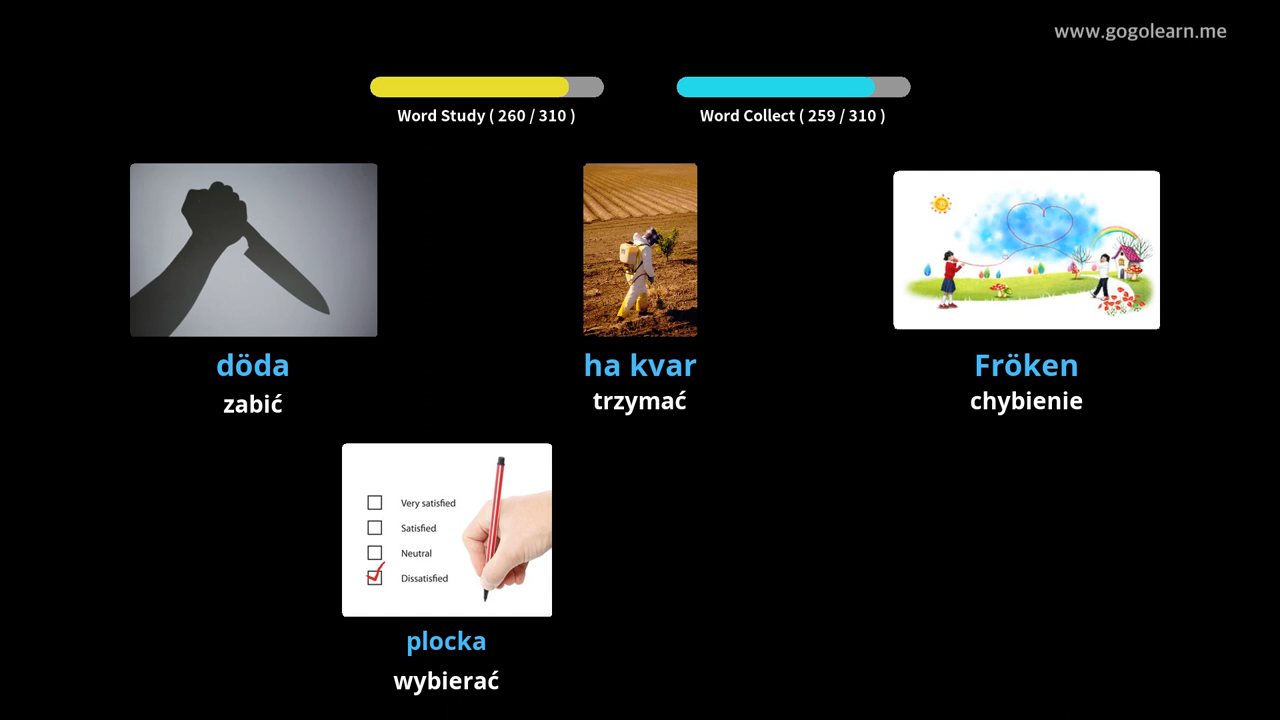 www.gogolearn.me
Word Study ( 260 / 310 )
Word Collect ( 259 / 310 )
döda
zabić
ha kvar
trzymać
Fröken
chybienie
Very satisfied
Satisfied
Neutral
Dissatisfied
plocka
wybierać